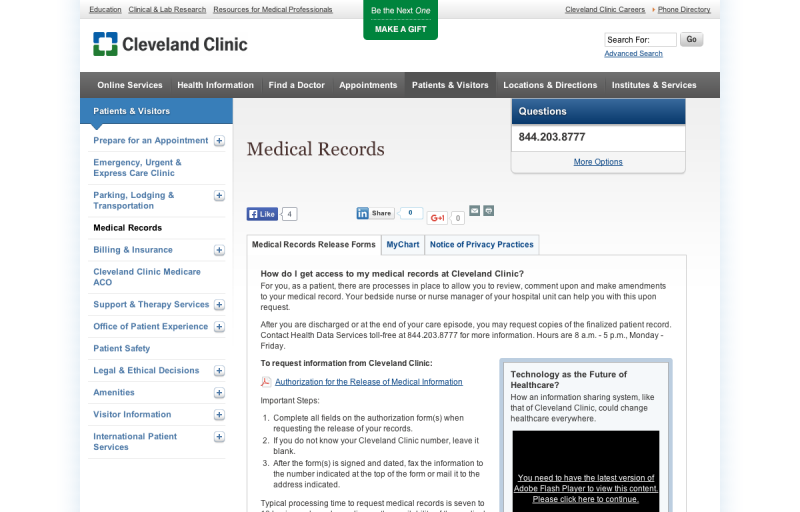 Education Clinical & Lab Research Resources for Medical Professionals
Be the Next One
MAKE A GIFT
Cleveland Clinic Careers Phone Directory
Cleveland Clinic
Search For: Go
Advanced Search
Online Services Health Information Find a Doctor Appointments Patients & Visitors Locations & Directions Institutes & Services
Patients & Visitors
Prepare for an Appointment
Emergency, Urgent &
Express Care Clinic
Parking, Lodging &
Transportation
Medical Records
Billing & Insurance
Cleveland Clinic Medicare
ACO
Support & Therapy Services
Office of Patient Experience
Patient Safety
Legal & Ethical Decisions
Amenities
Visitor Information
International Patient
Services
Medical Records
Questions
844.203.8777
More Options
Like 4
in Share 0
G+1 0
Medical Records Release Forms MyChart Notice of Privacy Practices
How do I get access to my medical records at Cleveland Clinic?
For you, as a patient, there are processes in place to allow you to review, comment upon and make amendments
to your medical record. Your bedside nurse or nurse manager of your hospital unit can help you with this upon
request.
After you are discharged or at the end of your care episode, you may request copies of the finalized patient record.
Contact Health Data Services toll-free at 844.203.8777 for more information. Hours are 8 a.m. - 5 p.m., Monday -
Friday.
To request information from Cleveland Clinic:
Authorization for the Release of Medical Information
Important Steps:
1. Complete all fields on the authorization form(s) when
requesting the release of your records.
2. If you do not know your Cleveland Clinic number, leave it
blank.
3. After the form(s) is signed and dated, fax the information to
the number indicated at the top of the form or mail it to the
address indicated.
Typical processing time to request medical records is seven to
Technology as the Future of
Healthcare?
How an information sharing system, like
that of Cleveland Clinic, could change
healthcare everywhere.
You need to have the latest version of
Adobe Flash Player to view this content.
Please click here to continue.